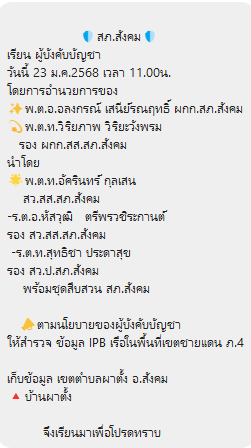 🛡️ สภ.สังคม 🛡️
เรียน ผู้บังคับบัญชา
วันนี้ 23 ม.ค.2568 เวลา 11.00น.
โดยการอำนวยการของ
✨พ.ต.อ.อลงกรณ์ เสนีย์รณฤทธิ์ ผกก.สภ.สังคม
💫พ.ต.ท.วิริยภาพ วิริยะวังพรม
รอง ผกก.สส.สภ.สังคม
นำโดย
🌟พ.ต.ท.อัครินทร์ กุลเสน
สว.สส.สภ.สังคม
-ร.ต.อ.หัสวุฒิ ตรีพรวชิระกานต์
รอง สว.สส.สภ.สังคม
-ร.ต.ท.สุทธิชา ประดาสุข
รอง สว.ป.สภ.สังคม
พร้อมชุดสืบสวน สภ.สังคม
📣ตามนโยบายของผู้บังคับบัญชา
ให้สำรวจ ข้อมูล IPB เรือในพื้นที่เขตชายแดน ภ.4
เก็บข้อมูล เขตตำบลผาตั้ง อ.สังคม
🔺บ้านผาตั้ง
จึงเรียนมาเพื่อโปรดทราบ